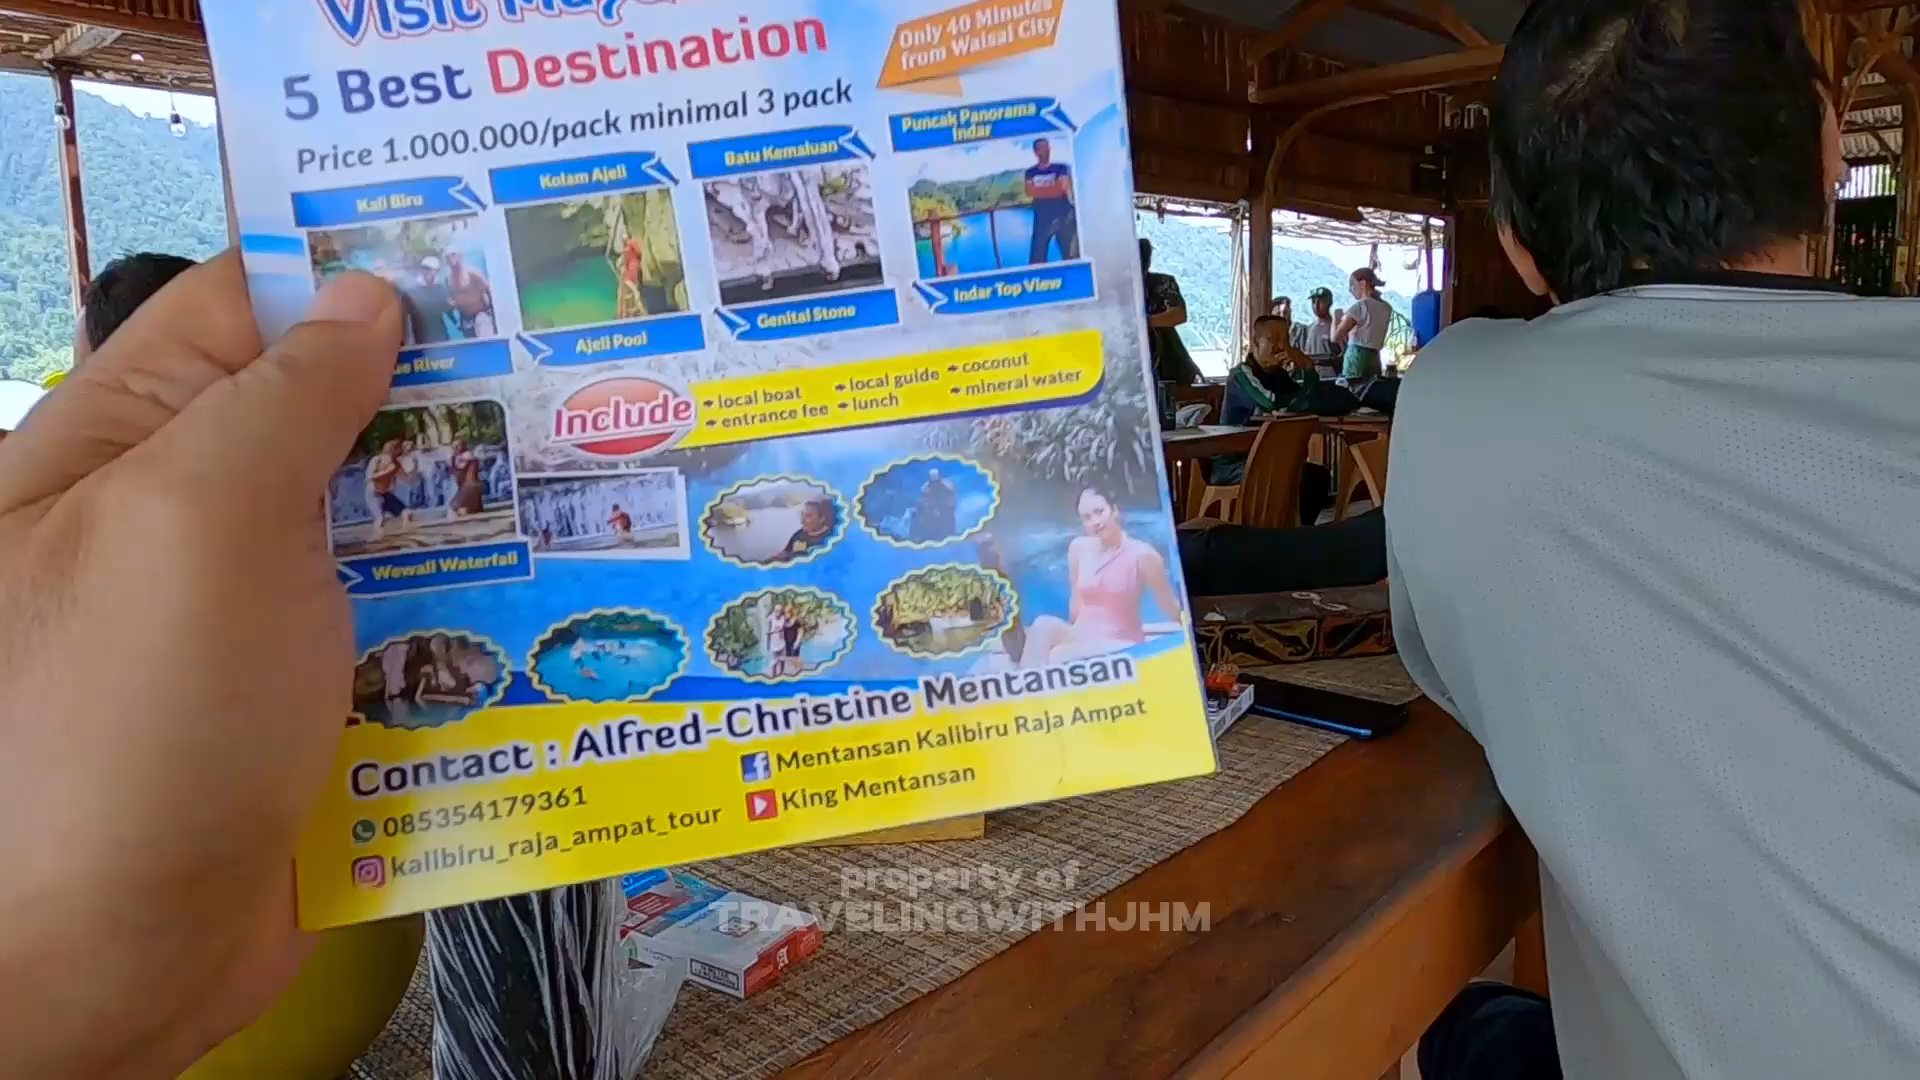 Visit
5 Best Destination
Only 40 Minutes
from Waisai City
Price 1.000.000/pack minimal 3 pack
Kali Biru
Kolam Ajeli
Batu Kemaluan
Puncak Panorama
Indar
River
Ajeli Pool
Genital Stone
Indar Top View
Include
local boat
local guide
coconut
entrance fee
lunch
mineral water
Wewali Waterfall
Contact : Alfred-Christine Mentansan
085354179361
Mentansan Kalibiru Raja Ampat
kalibiru_raja_ampat_tour
King Mentansan
property of
TRAVELINGWITHJHM